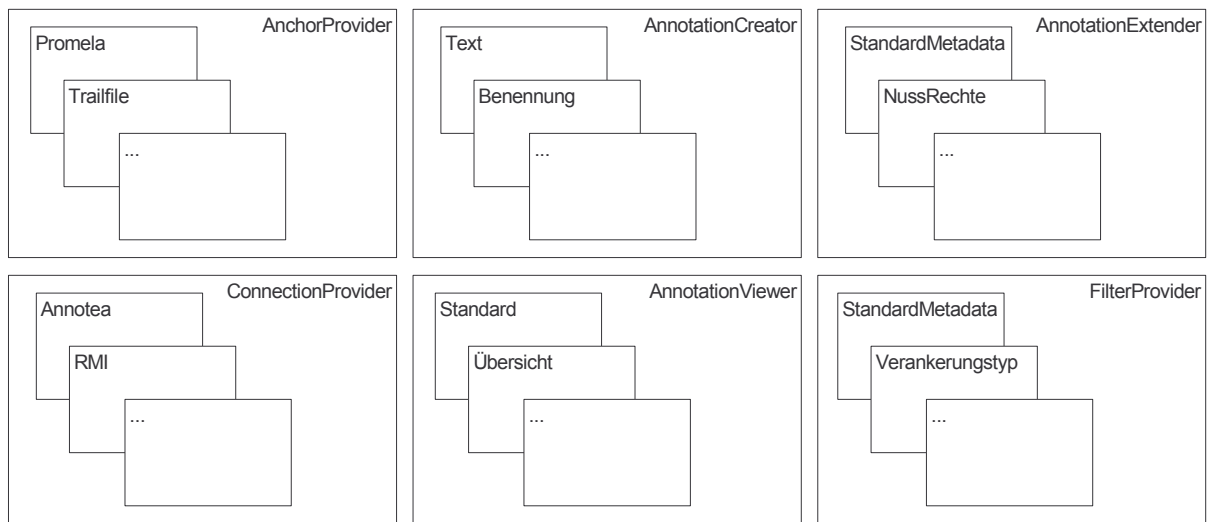 AnchorProvider
Promela
Trailfile
...
AnnotationCreator
Text
Benennung
...
AnnotationExtender
StandardMetadata
NussRechte
...
ConnectionProvider
Annotea
RMI
...
AnnotationViewer
Standard
Übersicht
...
FilterProvider
StandardMetadata
Verankerungstyp
...